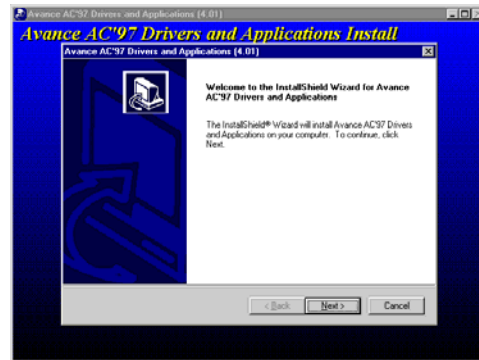 Avance AC'97 Drivers and Applications (4.01)
Avance AC'97 Drivers and Applications Install
Avance AC'97 Drivers and Applications (4.01)
Welcome to the InstallShield Wizard for Avance
AC'97 Drivers and Applications
The InstallShield® Wizard will install Avance AC'97 Drivers
and Applications on your computer. To continue, click
Next.
< Back Next > Cancel